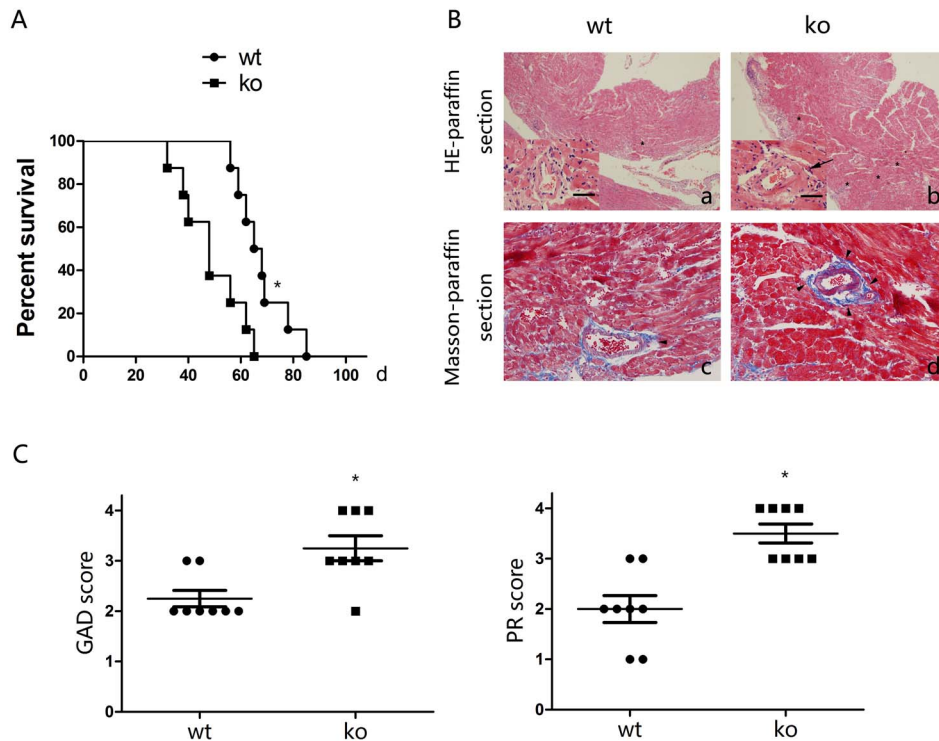 A
wt
ko
Percent survival
100
80
60
40
20
0
*
0 20 40 60 80 100 d
B
wt ko
HE-paraffin
section
* *
* *
a b
Masson-paraffin
section
c d
C
GAD score
4
3
2
1
0
*
wt ko
PR score
4
3
2
1
0
*
wt ko